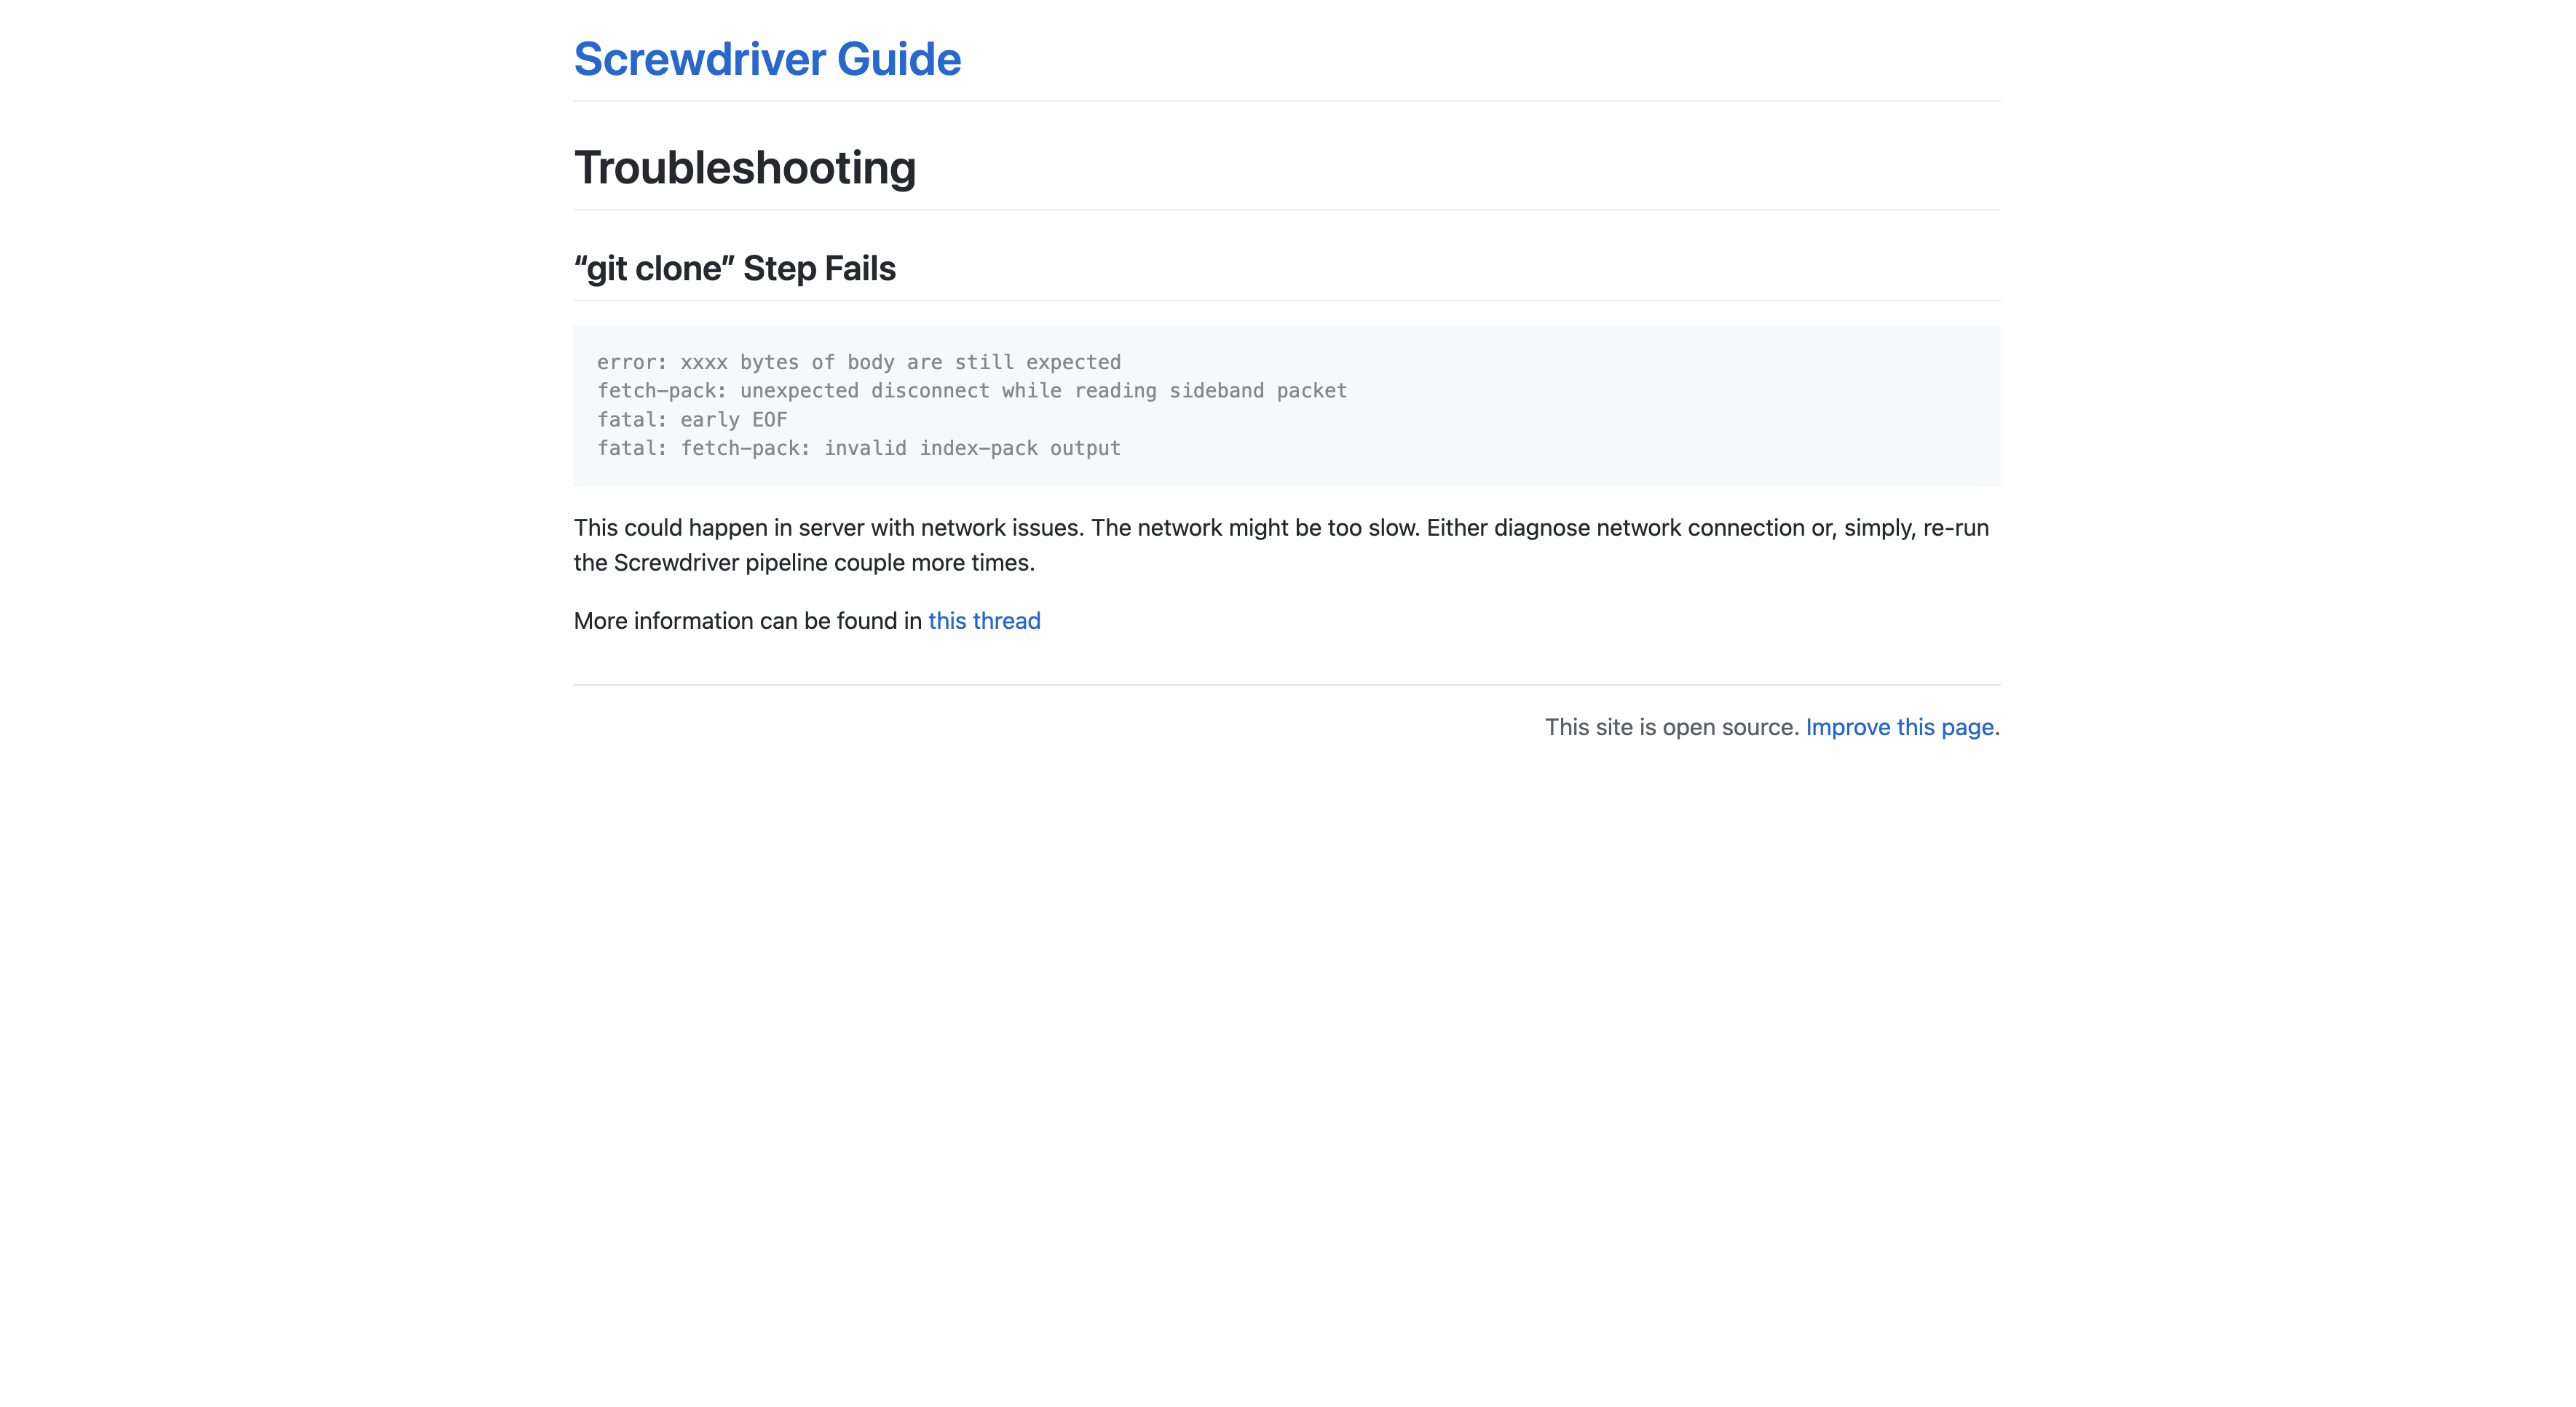 Screwdriver Guide
Troubleshooting
“git clone” Step Fails
error: xxxx bytes of body are still expected
fetch-pack: unexpected disconnect while reading sideband packet
fatal: early EOF
fatal: fetch-pack: invalid index-pack output
This could happen in server with network issues. The network might be too slow. Either diagnose network connection or, simply, re-run
the Screwdriver pipeline couple more times.
More information can be found in this thread
This site is open source. Improve this page.